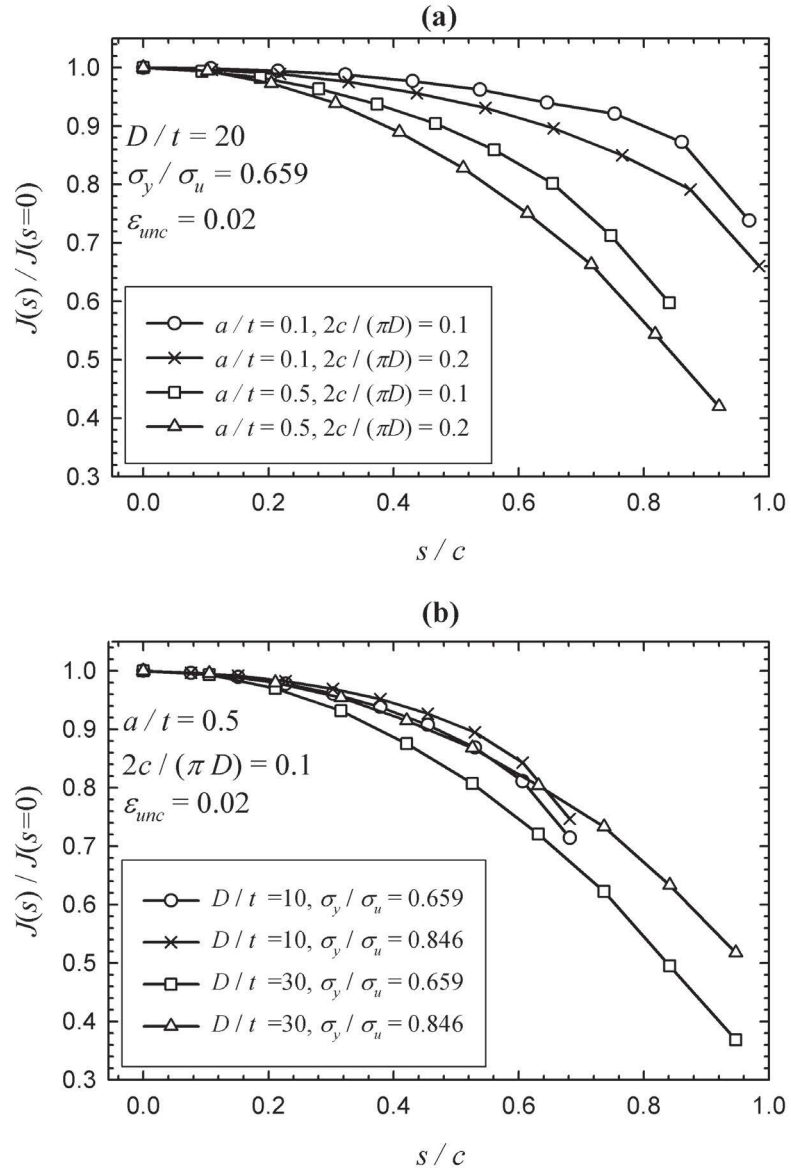 (a)
1.0
0.9
0.8
0.7
0.6
0.5
0.4
0.3
J(s) / J(s=0)
D / t = 20
σy / σu = 0.659
εunc = 0.02
a / t = 0.1, 2c / (πD) = 0.1
a / t = 0.1, 2c / (πD) = 0.2
a / t = 0.5, 2c / (πD) = 0.1
a / t = 0.5, 2c / (πD) = 0.2
0.0 0.2 0.4 0.6 0.8 1.0
s / c
(b)
1.0
0.9
0.8
0.7
0.6
0.5
0.4
0.3
J(s) / J(s=0)
a / t = 0.5
2c / (π D) = 0.1
εunc = 0.02
D / t =10, σy / σu = 0.659
D / t =10, σy / σu = 0.846
D / t =30, σy / σu = 0.659
D / t =30, σy / σu = 0.846
0.0 0.2 0.4 0.6 0.8 1.0
s / c